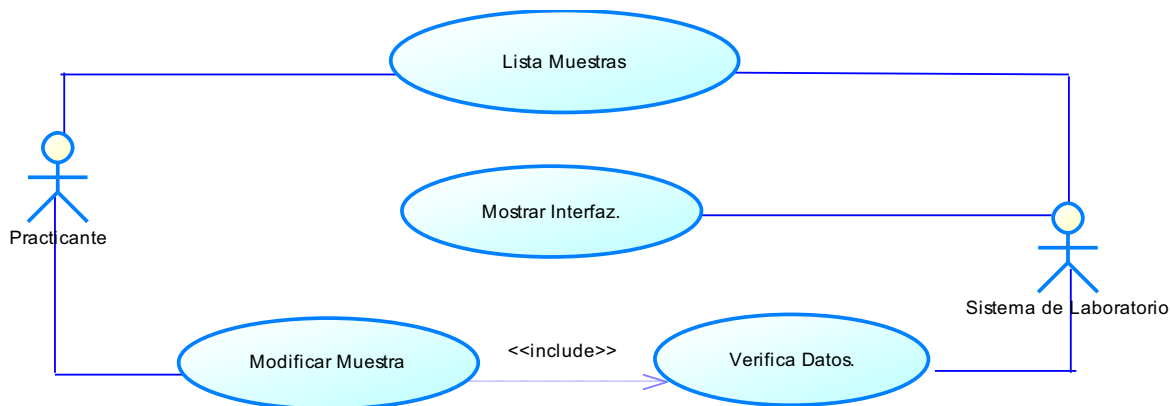 Lista Muestras
Mostrar Interfaz.
Practicante
Sistema de Laboratorio
Modificar Muestra
<<include>>
Verifica Datos.